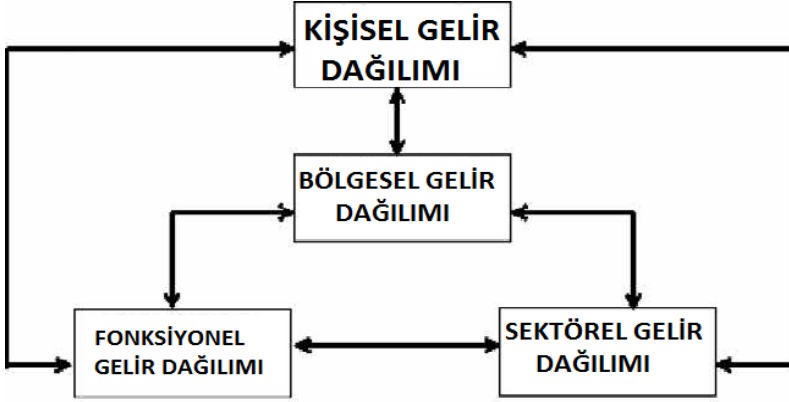 KİŞİSEL GELİR
DAĞILIMI
BÖLGESEL GELİR
DAĞILIMI
FONKSİYONEL
GELİR DAĞILIMI
SEKTÖREL GELİR
DAĞILIMI